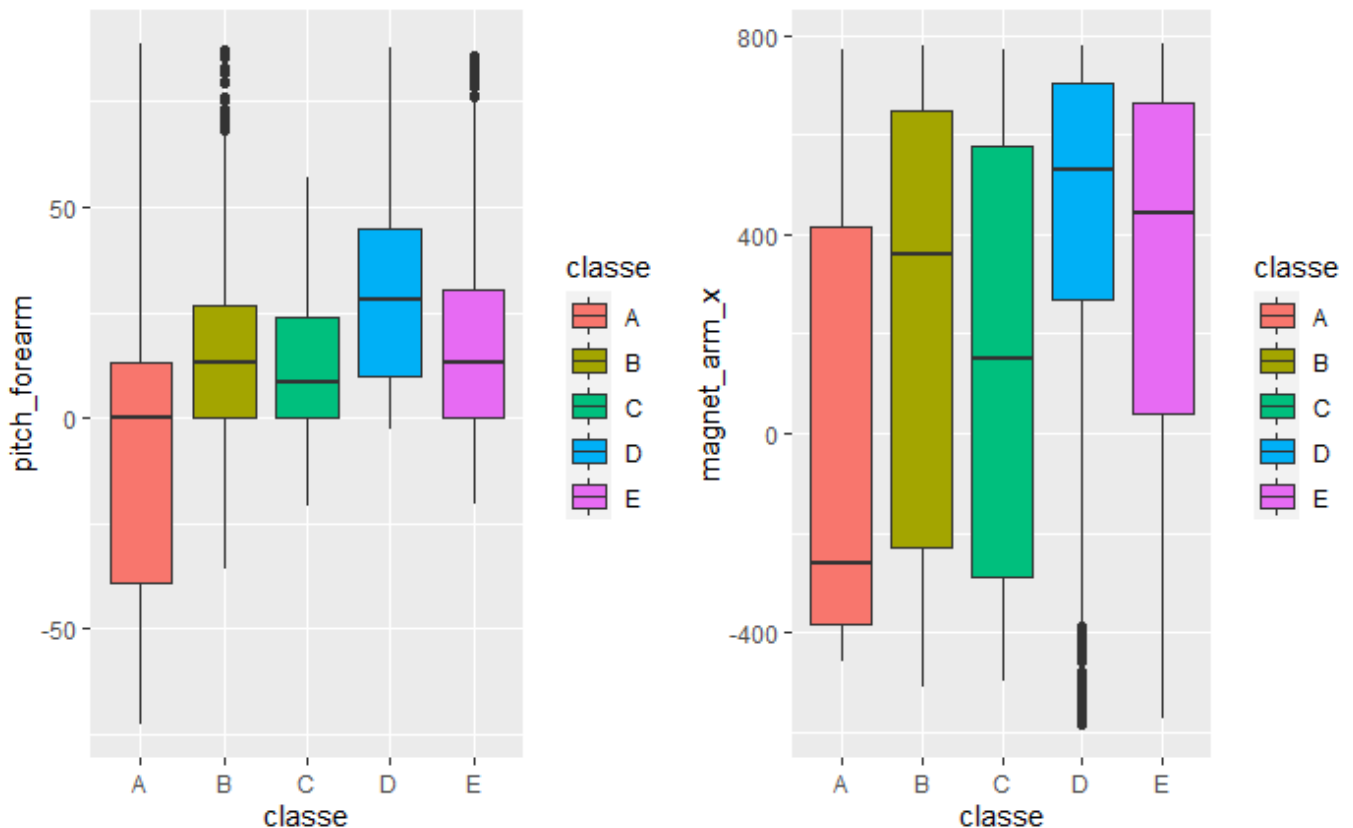 pitch_forearm
50
0
-50
A B C D E
classe
classe
A
B
C
D
E
magnet_arm_x
800
400
0
-400
A B C D E
classe
classe
A
B
C
D
E